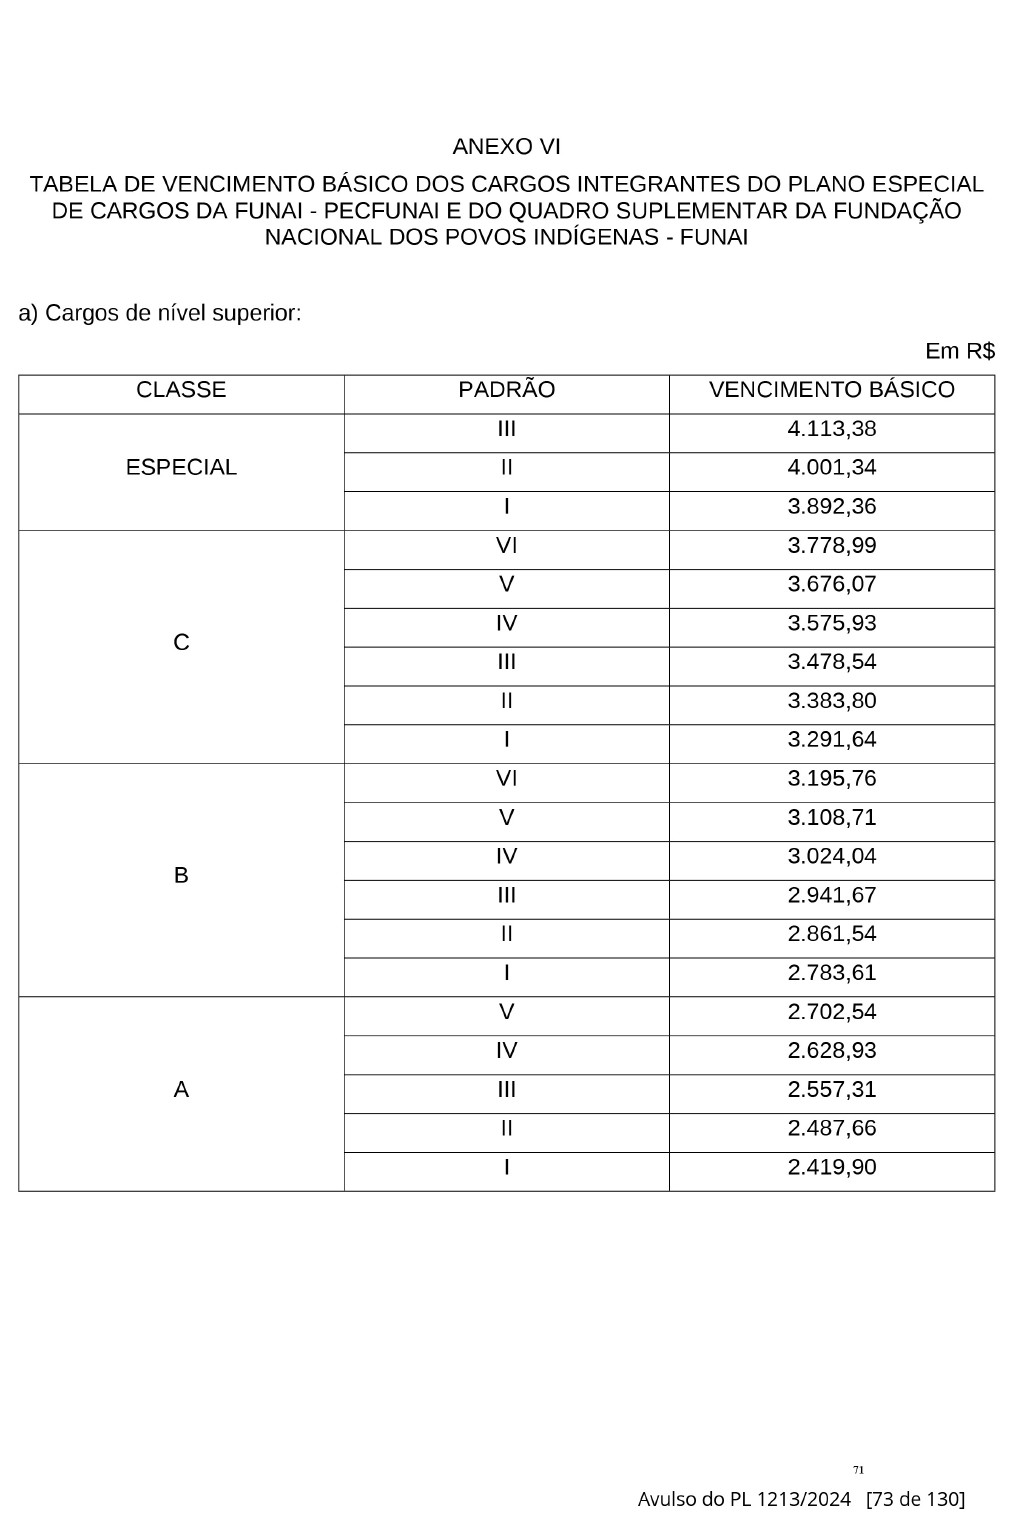 ANEXO VI
TABELA DE VENCIMENTO BÁSICO DOS CARGOS INTEGRANTES DO PLANO ESPECIAL
DE CARGOS DA FUNAI - PECFUNAI E DO QUADRO SUPLEMENTAR DA FUNDAÇÃO
NACIONAL DOS POVOS INDÍGENAS - FUNAI
a) Cargos de nível superior:
Em R$
CLASSE PADRÃO VENCIMENTO BÁSICO
III 4.113,38
ESPECIAL II 4.001,34
I 3.892,36
VI 3.778,99
V 3.676,07
IV 3.575,93
C
III 3.478,54
II 3.383,80
I 3.291,64
VI 3.195,76
V 3.108,71
IV 3.024,04
B
III 2.941,67
II 2.861,54
I 2.783,61
V 2.702,54
IV 2.628,93
A III 2.557,31
II 2.487,66
I 2.419,90
71
Avulso do PL 1213/2024 [73 de 130]